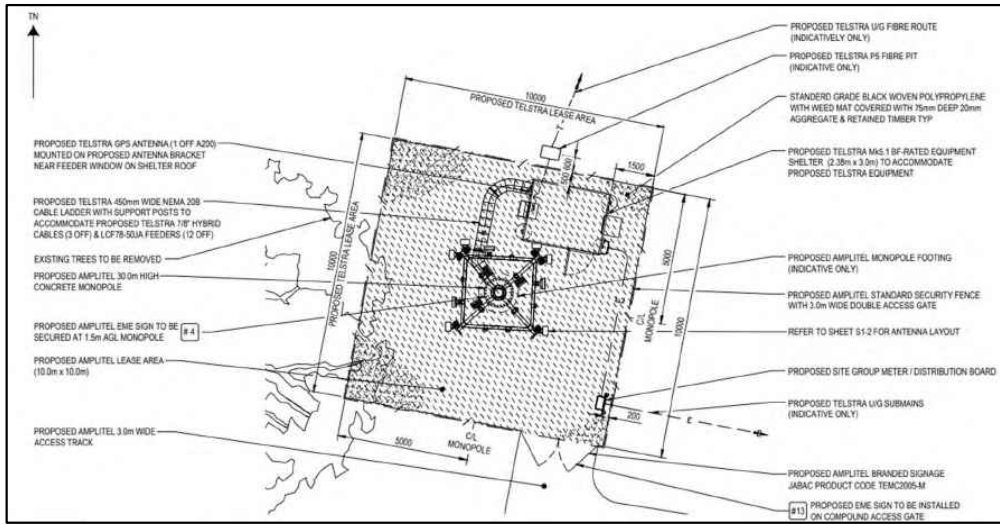 TN
PROPOSED TELSTRA GPS ANTENNA (1 OFF A200)
MOUNTED ON PROPOSED ANTENNA BRACKET
NEAR FEEDER WINDOW ON SHELTER ROOF
PROPOSED TELSTRA 450mm WIDE NEMA 20B
CABLE LADDER WITH SUPPORT POSTS TO
ACCOMMODATE PROPOSED TELSTRA 7/8" HYBRID
CABLES (3 OFF) & LCF78-50JA FEEDERS (12 OFF)
EXISTING TREES TO BE REMOVED
PROPOSED AMPLITEL 30.0m HIGH
CONCRETE MONOPOLE
PROPOSED AMPLITEL EME SIGN TO BE
SECURED AT 1.5m AGL MONOPOLE
#4
PROPOSED AMPLITEL LEASE AREA
(10.0m x 10.0m)
PROPOSED AMPLITEL 3.0m WIDE
ACCESS TRACK
10000
PROPOSED TELSTRA LEASE AREA
10000
PROPOSED TELSTRA LEASE AREA
T
1500
5000
10000
C/L
MONOPOLE
5000
C/L
MONOPOLE
200
E
PROPOSED TELSTRA U/G FIBRE ROUTE
(INDICATIVELY ONLY)
PROPOSED TELSTRA P5 FIBRE PIT
(INDICATIVE ONLY)
STANDERD GRADE BLACK WOVEN POLYPROPYLENE
WITH WEED MAT COVERED WITH 75mm DEEP 20mm
AGGREGATE & RETAINED TIMBER TYP
PROPOSED TELSTRA Mk5.1 BF-RATED EQUIPMENT
SHELTER (2.38m x 3.0m) TO ACCOMMODATE
PROPOSED TELSTRA EQUIPMENT
PROPOSED AMPLITEL MONOPOLE FOOTING
(INDICATIVE ONLY)
PROPOSED AMPLITEL STANDARD SECURITY FENCE
WITH 3.0m WIDE DOUBLE ACCESS GATE
REFER TO SHEET S1-2 FOR ANTENNA LAYOUT
PROPOSED SITE GROUP METER / DISTRIBUTION BOARD
PROPOSED TELSTRA U/G SUBMAINS
(INDICATIVE ONLY)
PROPOSED AMPLITEL BRANDED SIGNAGE
JABAC PRODUCT CODE TEMC2005-M
#13 PROPOSED EME SIGN TO BE INSTALLED
ON COMPOUND ACCESS GATE